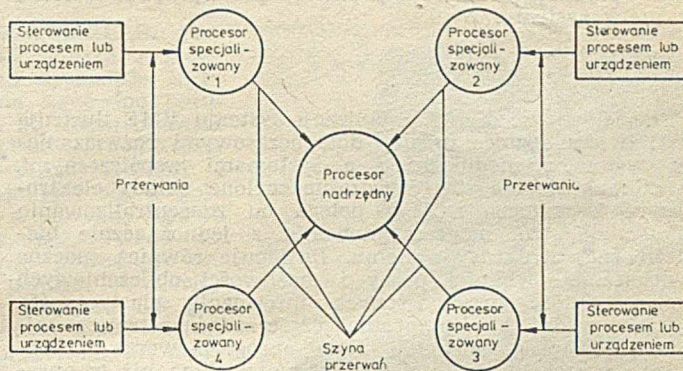 Sterowanie
procesem lub
urządzeniem
Procesor
specjali-
zowany
1
Procesor
specjali-
zowany
2
Sterowanie
procesem lub
urządzeniem
Przerwania
Procesor
nadrzędny
Przerwania
Sterowanie
procesem lub
urządzeniem
Procesor
specjali-
zowany
4
Szyna
przerwań
Procesor
specjali-
zowany
3
Sterowanie
procesem lub
urządzeniem